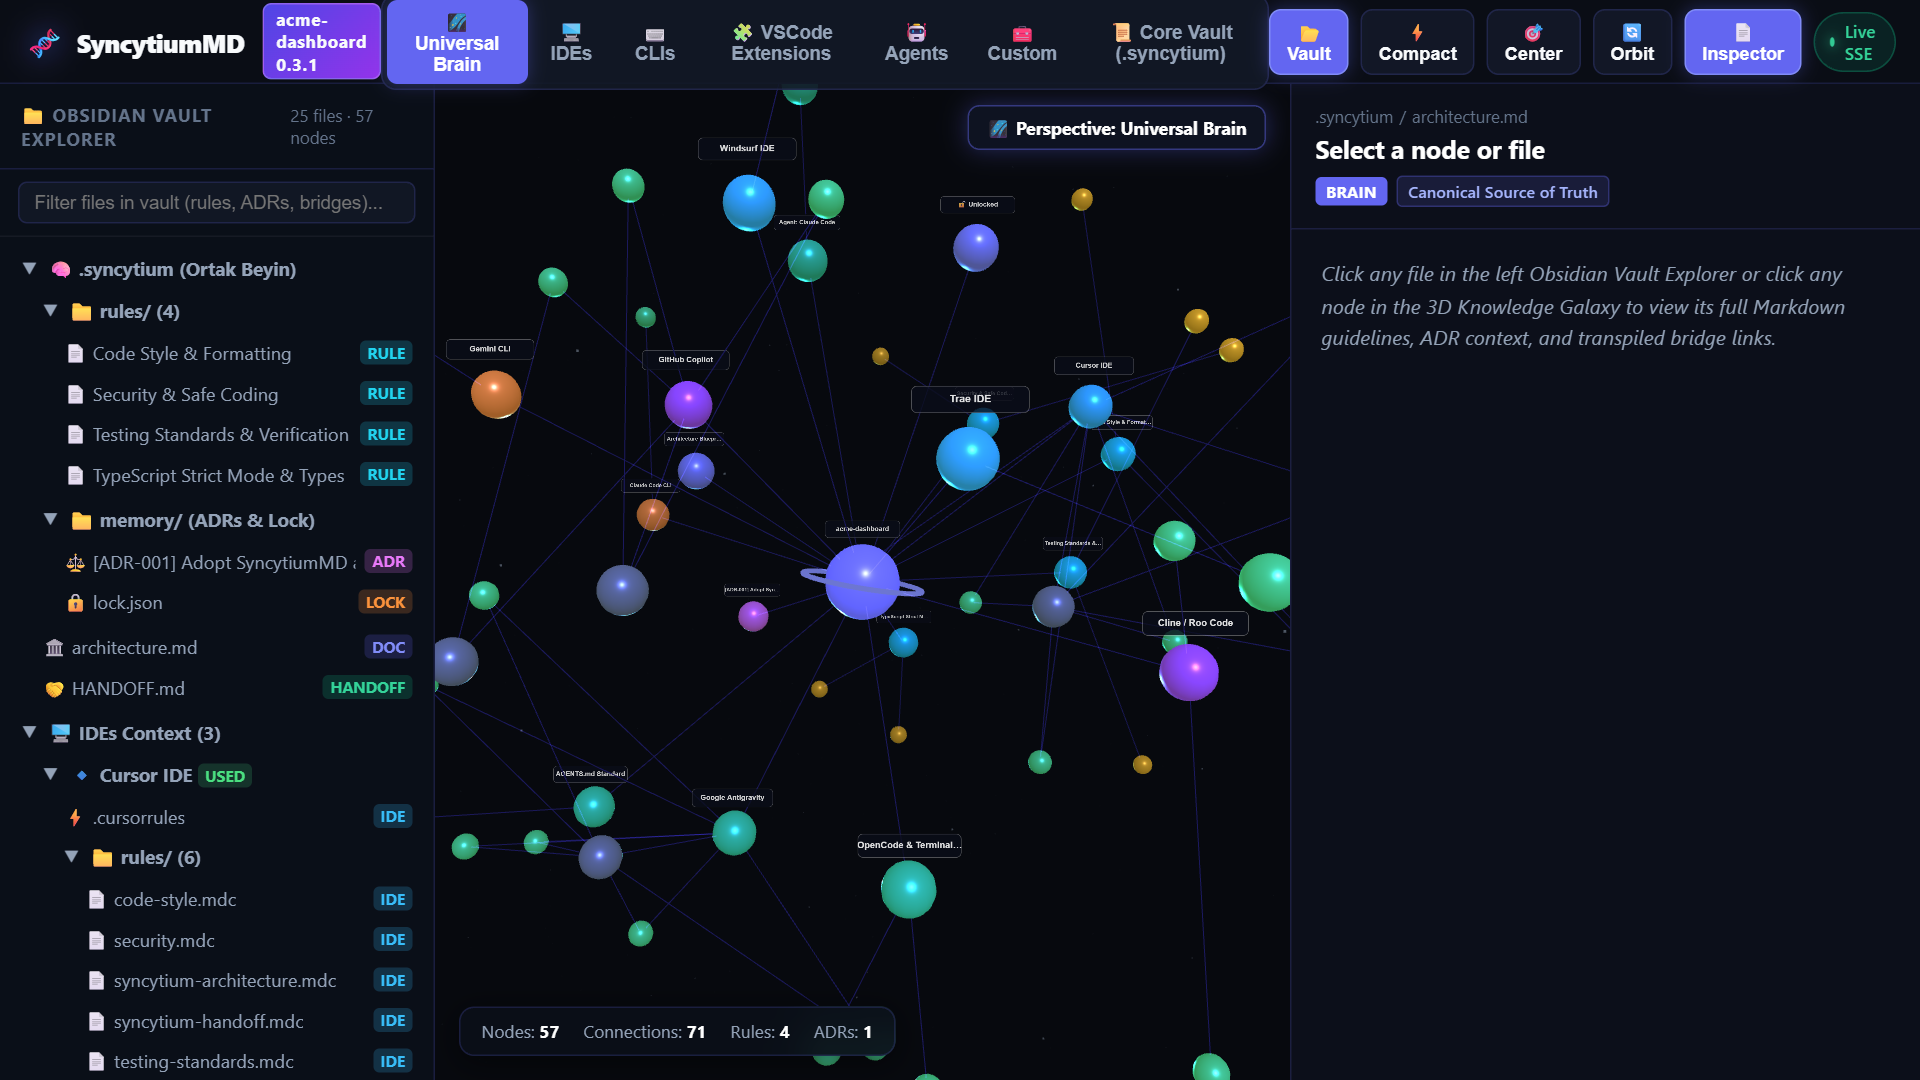 SyncytiumMD
acme-
dashboard
0.3.1
Universal
Brain
IDEs
CLIs
VSCode
Extensions
Agents
Custom
Core Vault
(.syncytium)
Vault
Compact
Center
Orbit
Inspector
Live
SSE
OBSIDIAN VAULT
EXPLORER
25 files · 57
nodes
Filter files in vault (rules, ADRs, bridges)...
.syncytium (Ortak Beyin)
rules/ (4)
Code Style & Formatting RULE
Security & Safe Coding RULE
Testing Standards & Verification RULE
TypeScript Strict Mode & Types RULE
memory/ (ADRs & Lock)
[ADR-001] Adopt SyncytiumMD ADR
lock.json LOCK
architecture.md DOC
HANDOFF.md HANDOFF
IDEs Context (3)
Cursor IDE USED
.cursorrules IDE
rules/ (6)
code-style.mdc IDE
security.mdc IDE
syncytium-architecture.mdc IDE
syncytium-handoff.mdc IDE
testing-standards.mdc IDE
Perspective: Universal Brain
Windsurf IDE
Unlocked
Agent: Claude Code
Gemini CLI
GitHub Copilot
Cursor IDE
Trae IDE
Style & Format...
Architecture Bluepr...
Claude Code CLI
acme-dashboard
Testing Standards &...
[ADR-001] Adopt Syn
TypeScript Strict M
Cline / Roo Code
AGENTS.md Standard
Google Antigravity
OpenCode & Terminal...
Nodes: 57 Connections: 71 Rules: 4 ADRs: 1
.syncytium / architecture.md
Select a node or file
BRAIN Canonical Source of Truth
Click any file in the left Obsidian Vault Explorer or click any
node in the 3D Knowledge Galaxy to view its full Markdown
guidelines, ADR context, and transpiled bridge links.